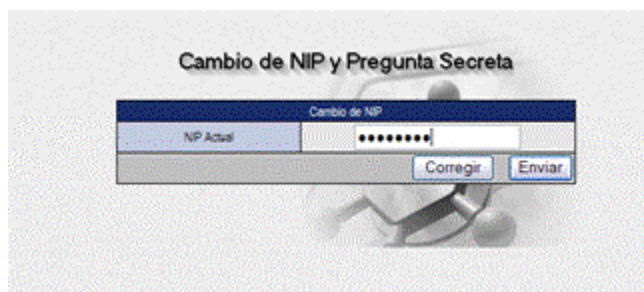 Cambio de NIP y Pregunta Secreta
Cambio de NIP
NIP Actual ••••••••
Corregir Enviar